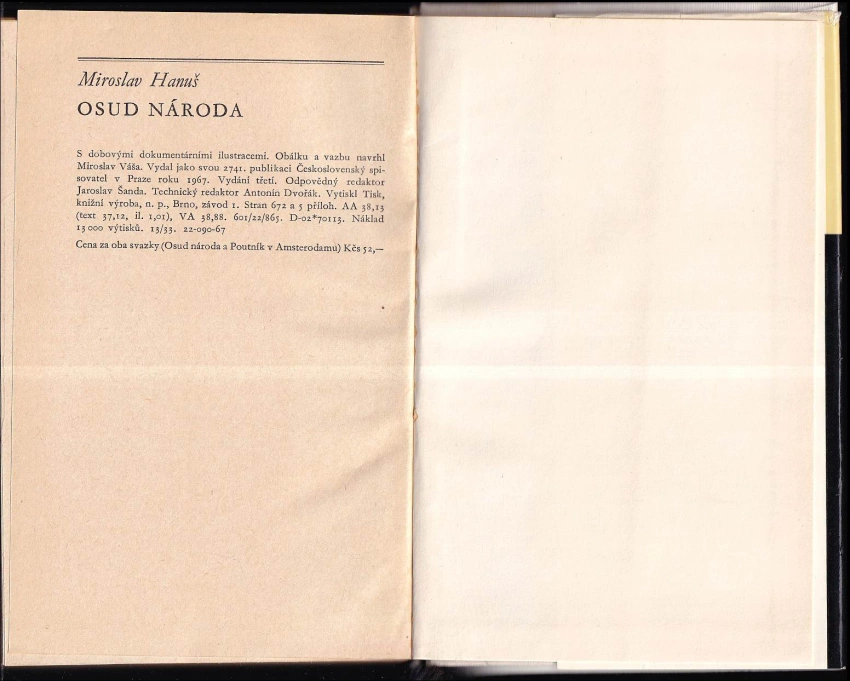 Miroslav Hanuš
OSUD NÁRODA
S dobovými dokumentárními ilustracemi. Obálku a vazbu navrhl
Miroslav Váša. Vydal jako svou 2741. publikaci Československý spi-
sovatel v Praze roku 1967. Vydání třetí. Odpovědný redaktor
Jaroslav Šanda. Technický redaktor Antonín Dvořák. Vytiskl Tisk,
knižní výroba, n. p., Brno, závod 1. Stran 672 a 5 příloh. AA 38,13
(text 37,12, il. 1,01), VA 38,88. 601/22/865. D-02*70113. Náklad
13 000 výtisků. 13/33. 22-090-67
Cena za oba svazky (Osud národa a Poutník v Amsterodamu) Kčs 52,—